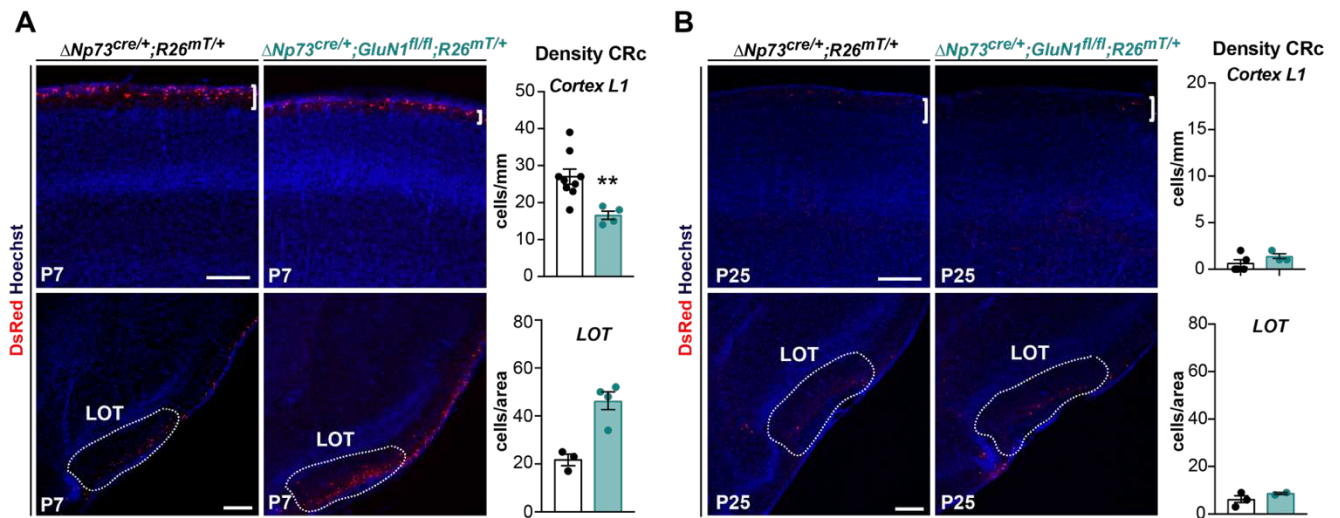 A
ΔNp73cre/+;R26mT/+
ΔNp73cre/+;GluN1fl/fl;R26mT/+
DsRed Hoechst
P7
P7
Density CRc
Cortex L1
cells/mm
50
40
30
20
10
0
**
LOT
P7
LOT
P7
LOT
cells/area
80
60
40
20
0
B
ΔNp73cre/+;R26mT/+
ΔNp73cre/+;GluN1fl/fl;R26mT/+
DsRed Hoechst
P25
P25
Density CRc
Cortex L1
cells/mm
20
15
10
5
0
LOT
P25
LOT
P25
LOT
cells/area
80
60
40
20
0